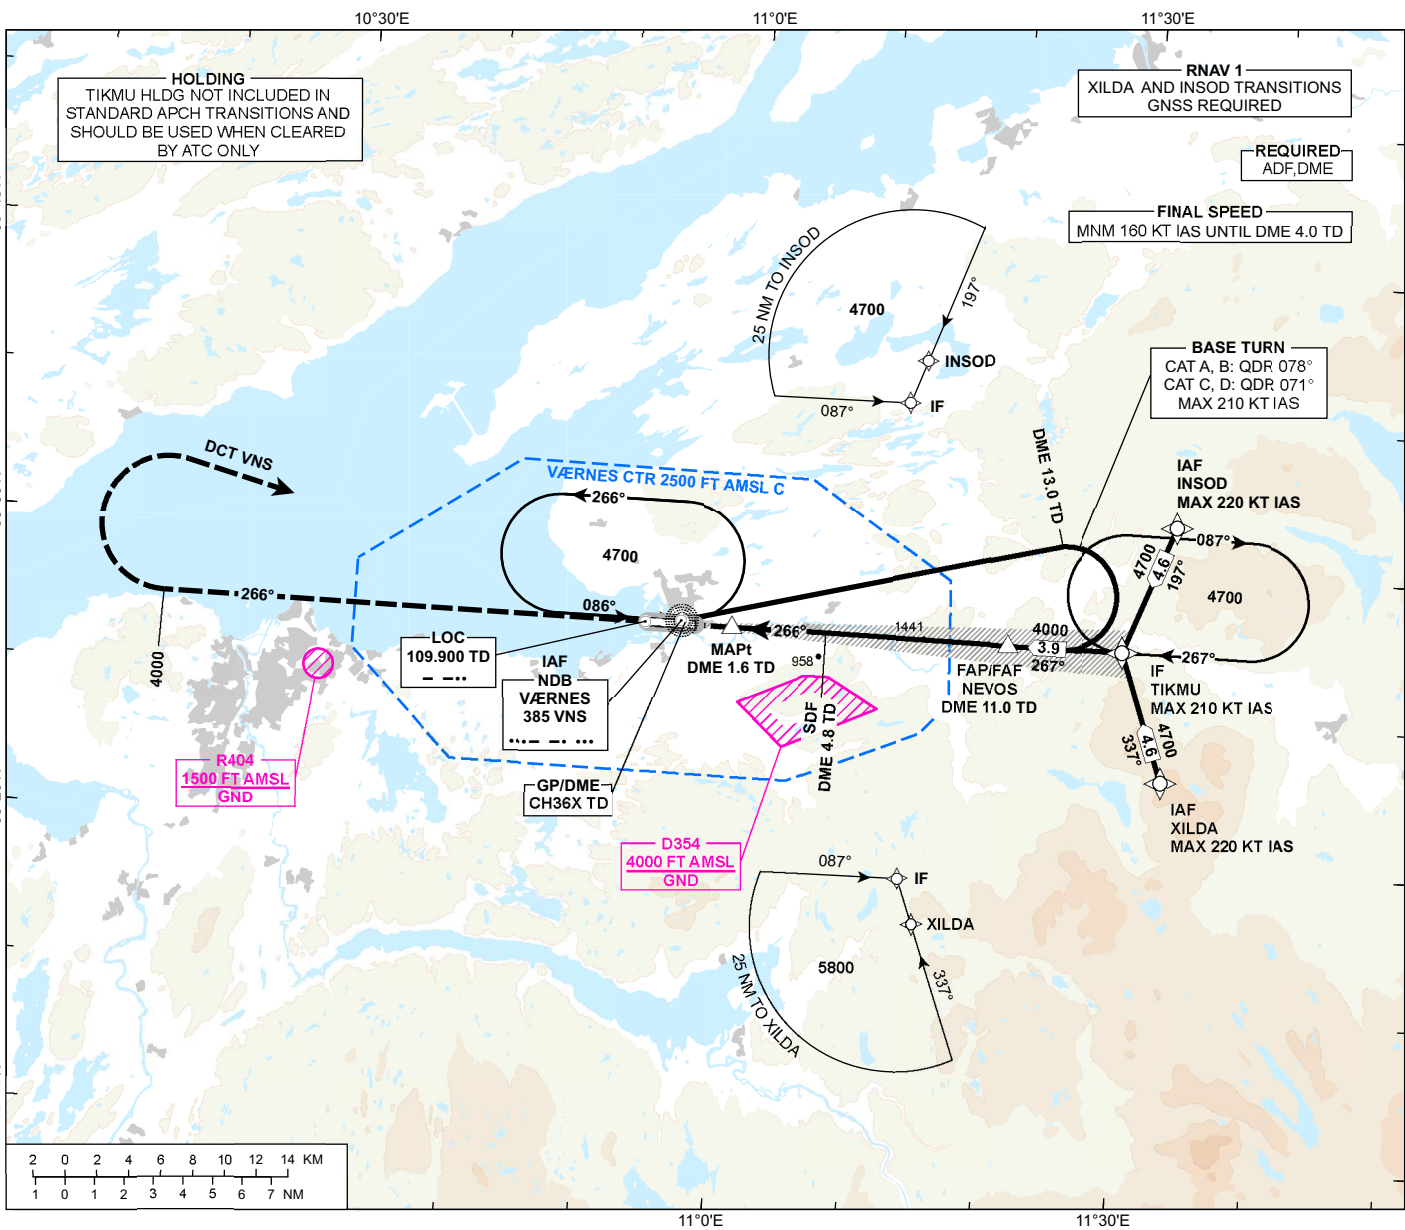 10°30'E
11°0'E
11°30'E
HOLDING
TIKMU HLDG NOT INCLUDED IN
STANDARD APCH TRANSITIONS AND
SHOULD BE USED WHEN CLEARED
BY ATC ONLY
RNAV 1
XILDA AND INSOD TRANSITIONS
GNSS REQUIRED
REQUIRED
ADF,DME
FINAL SPEED
MNM 160 KT IAS UNTIL DME 4.0 TD
25 NM TO INSOD
4700
197°
INSOD
087°
IF
BASE TURN
CAT A, B: QDR 078°
CAT C, D: QDR 071°
MAX 210 KT IAS
DCT VNS
VÆRNES CTR 2500 FT AMSL C
DME 13.0 TD
IAF
INSOD
MAX 220 KT IAS
266°
4700
087°
4700
4.6
197°
4700
266°
086°
4000
LOC
109.900 TD
– –··
IAF
NDB
VÆRNES
385 VNS
···– –· ···
MAPt
DME 1.6 TD
266°
1441
958
4000
3.9
267°
FAP/FAF
NEVOS
DME 11.0 TD
267°
IF
TIKMU
MAX 210 KT IAS
SDF
DME 4.8 TD
4700
4.6
337°
R404
1500 FT AMSL
GND
GP/DME
CH36X TD
IAF
XILDA
MAX 220 KT IAS
D354
4000 FT AMSL
GND
087°
IF
XILDA
5800
337°
25 NM TO XILDA
2 0 2 4 6 8 10 12 14 KM
1 0 1 2 3 4 5 6 7 NM
11°0'E
11°30'E